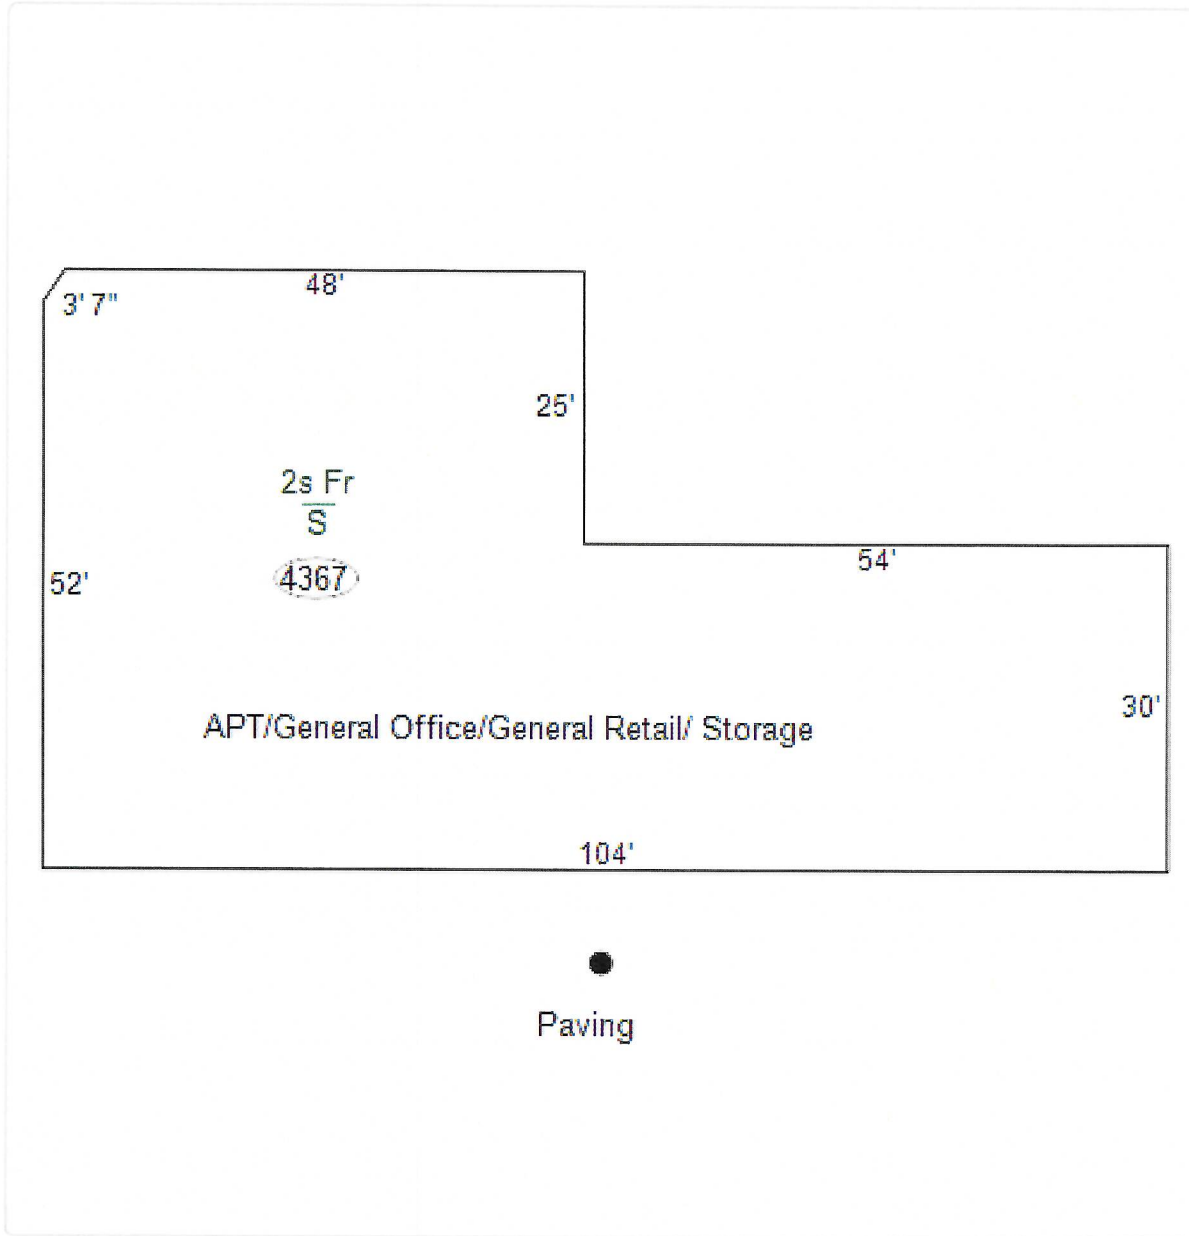 48'
3' 7"
25'
2s Fr
S
54'
4367
52'
30'
APT/General Office/General Retail/ Storage
104'
Paving